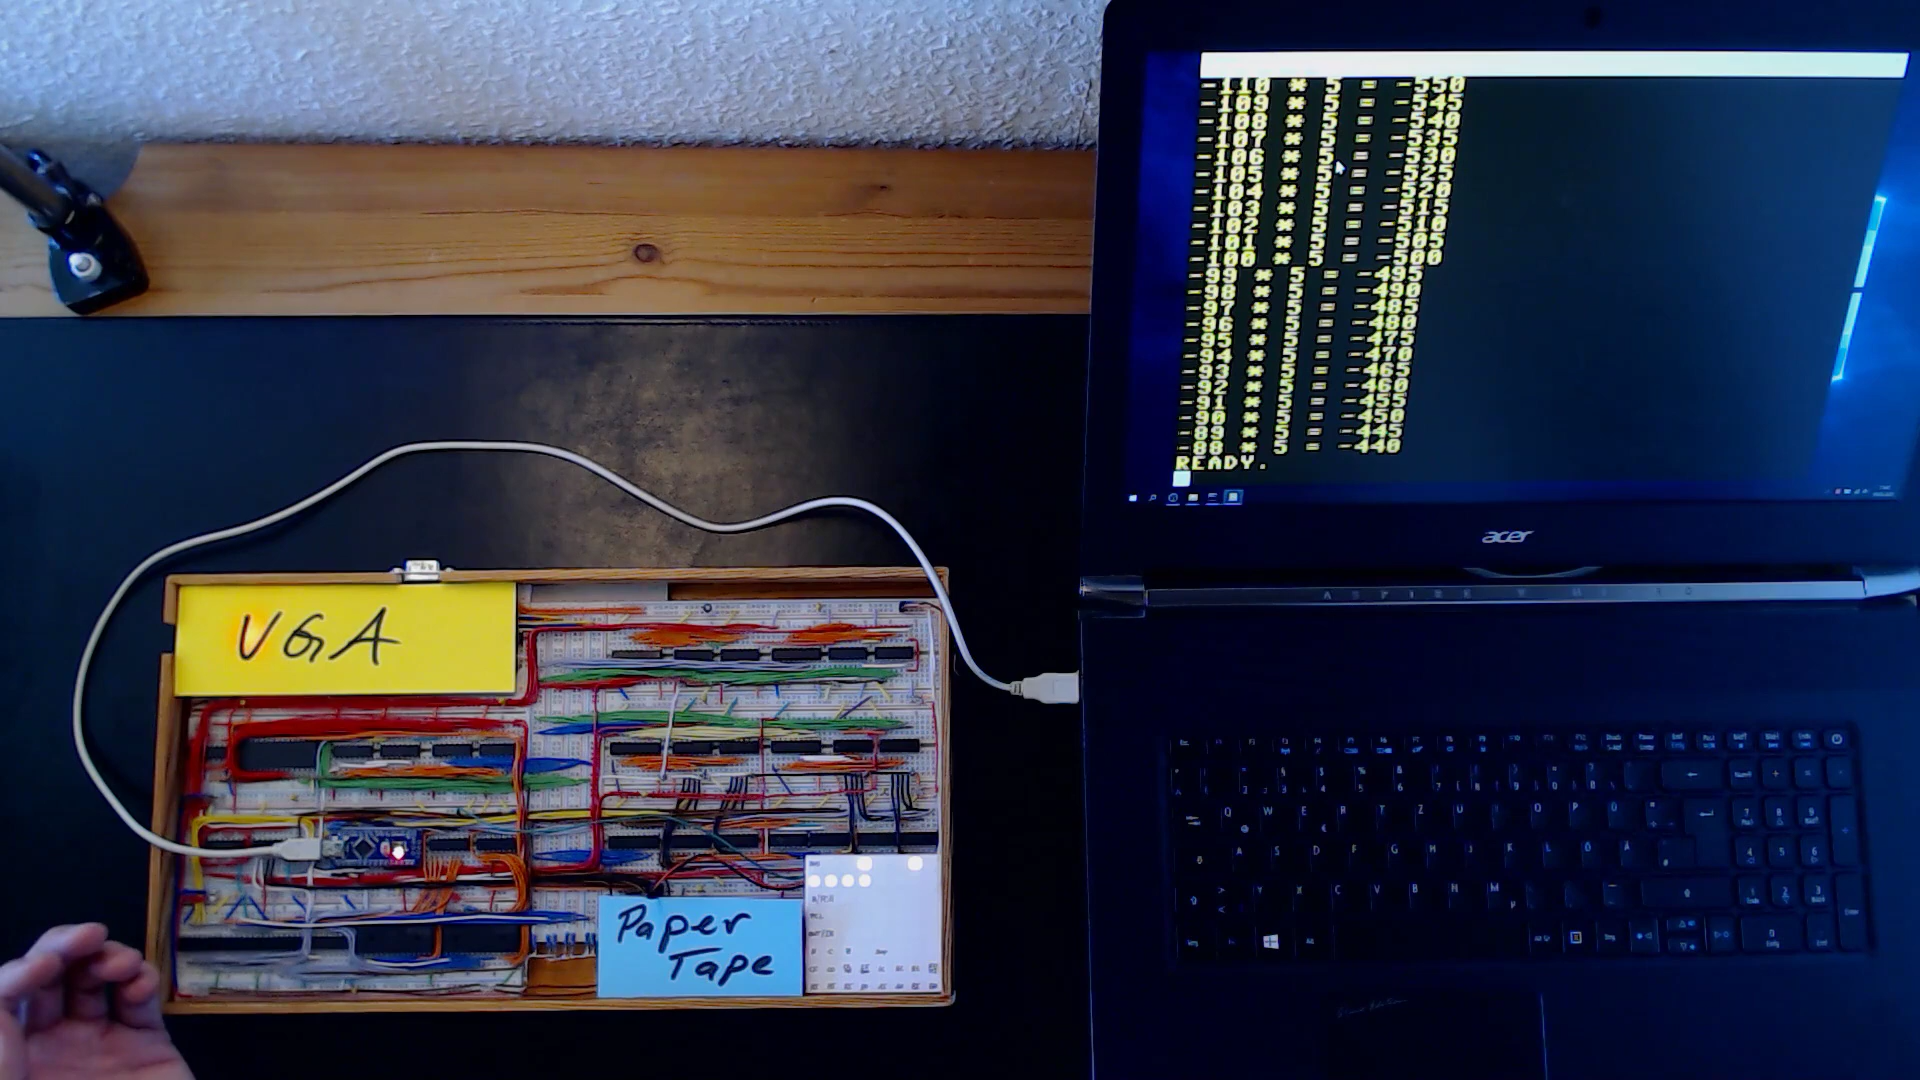 -110 * 5 = -550
-109 * 5 = -545
-108 * 5 = -540
-107 * 5 = -535
-106 * 5 = -530
-105 * 5 = -525
-104 * 5 = -520
-103 * 5 = -515
-102 * 5 = -510
-101 * 5 = -505
-100 * 5 = -500
-99 * 5 = -495
-98 * 5 = -490
-97 * 5 = -485
-96 * 5 = -480
-95 * 5 = -475
-94 * 5 = -470
-93 * 5 = -465
-92 * 5 = -460
-91 * 5 = -455
-90 * 5 = -450
-89 * 5 = -445
-88 * 5 = -440
READY.
acer
VGA
Paper
Tape
Q W E R T Z U I O P Ü
A S D F G H J K L Ö Ä
Y X C V B N M